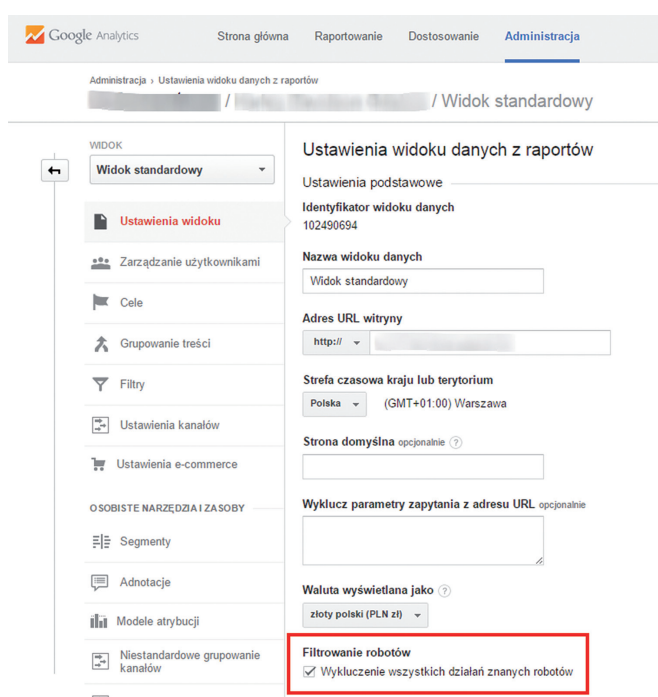 Google Analytics
Strona główna
Raportowanie
Dostosowanie
Administracja
Administracja › Ustawienia widoku danych z raportów
/ / Widok standardowy
WIDOK
Widok standardowy
Ustawienia widoku
Zarządzanie użytkownikami
Cele
Grupowanie treści
Filtry
Ustawienia kanałów
Ustawienia e-commerce
OSOBISTE NARZĘDZIA I ZASOBY
Segmenty
Adnotacje
Modele atrybucji
Niestandardowe grupowanie
kanałów
Ustawienia widoku danych z raportów
Ustawienia podstawowe
Identyfikator widoku danych
102490694
Nazwa widoku danych
Widok standardowy
Adres URL witryny
http://
Strefa czasowa kraju lub terytorium
Polska (GMT+01:00) Warszawa
Strona domyślna opcjonalnie ?
Wyklucz parametry zapytania z adresu URL opcjonalnie
Waluta wyświetlana jako ?
złoty polski (PLN zł)
Filtrowanie robotów
Wykluczenie wszystkich działań znanych robotów